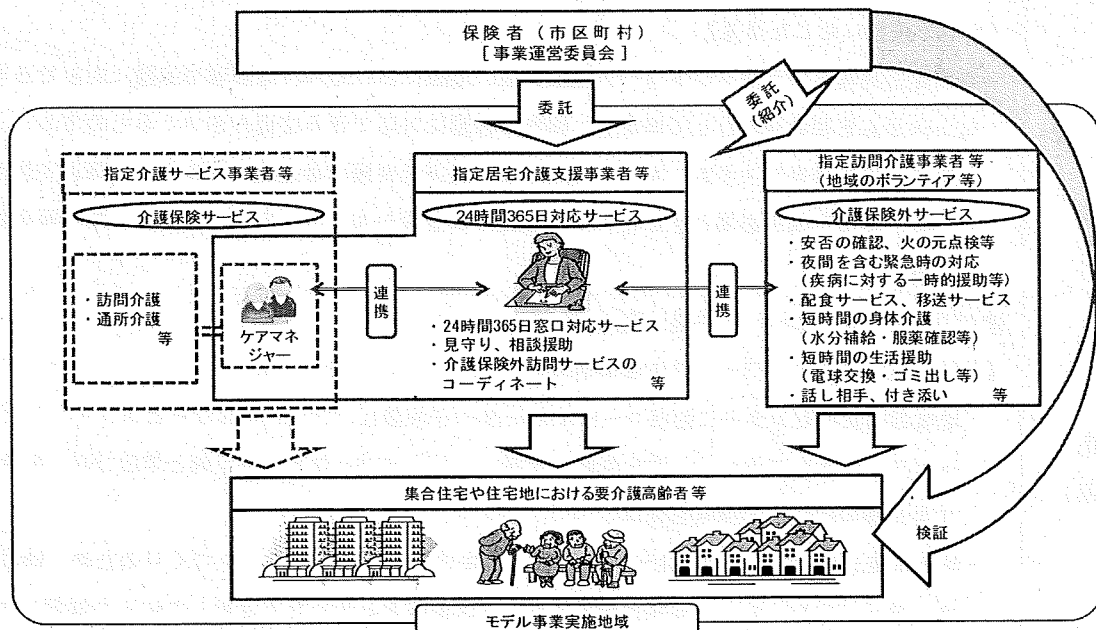 保険者（市区町村）
［事業運営委員会］
委託
委託
（紹介）
指定介護サービス事業者等
介護保険サービス
・訪問介護
・通所介護
等
ケアマネ
ジャー
連携
指定居宅介護支援事業者等
24時間365日対応サービス
・24時間365日窓口対応サービス
・見守り、相談援助
・介護保険外訪問サービスの
コーディネート 等
連携
指定訪問介護事業者等
（地域のボランティア等）
介護保険外サービス
・安否の確認、火の元点検等
・夜間を含む緊急時の対応
（疾病に対する一時的援助等）
・配食サービス、移送サービス
・短時間の身体介護
（水分補給・服薬確認等）
・短時間の生活援助
（電球交換・ゴミ出し等）
・話し相手、付き添い 等
集合住宅や住宅地における要介護高齢者等
検証
モデル事業実施地域